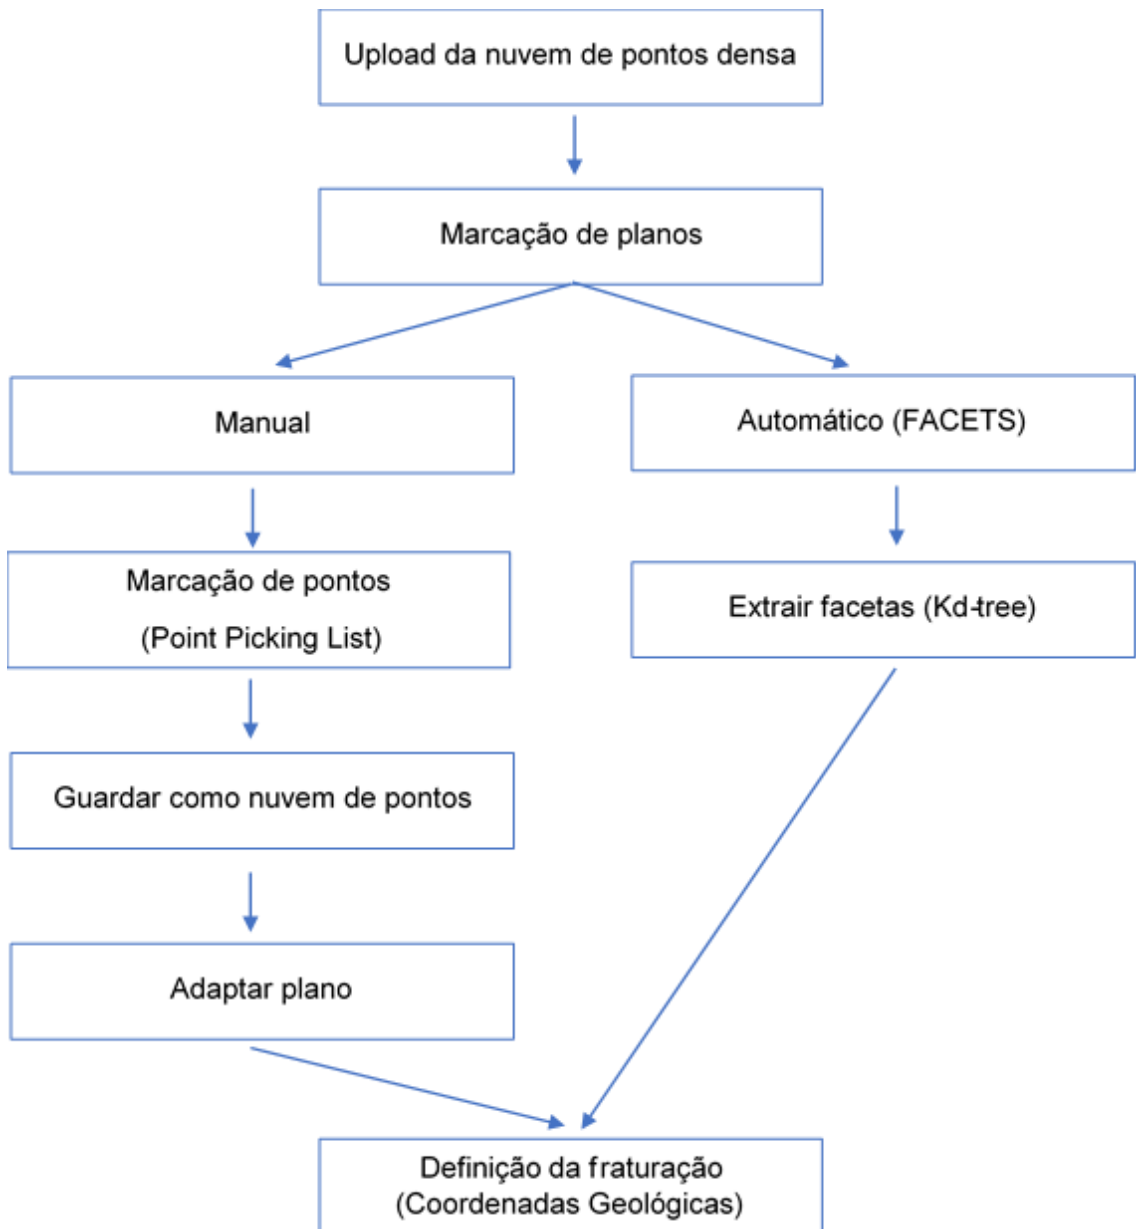 Upload da nuvem de pontos densa
Marcação de planos
Manual
Automático (FACETS)
Marcação de pontos
(Point Picking List)
Extrair facetas (Kd-tree)
Guardar como nuvem de pontos
Adaptar plano
Definição da fraturação
(Coordenadas Geológicas)